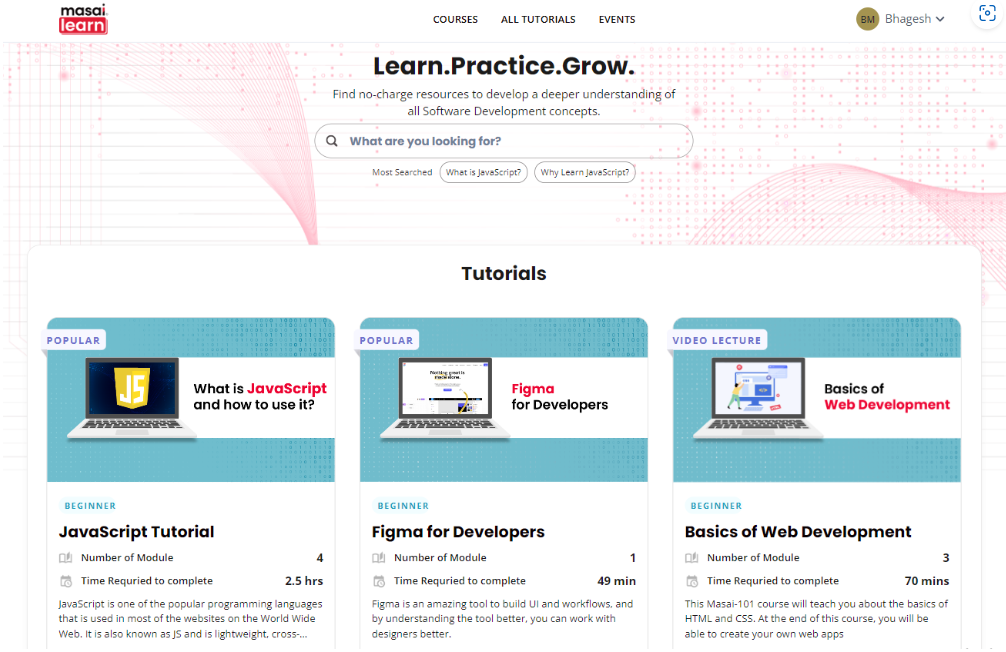 masai.
learn
COURSES ALL TUTORIALS EVENTS
BM Bhagesh
Learn.Practice.Grow.
Find no-charge resources to develop a deeper understanding of
all Software Development concepts.
What are you looking for?
Most Searched What is JavaScript? Why Learn JavaScript?
Tutorials
POPULAR
JS
What is JavaScript
and how to use it?
BEGINNER
JavaScript Tutorial
Number of Module 4
Time Requried to complete 2.5 hrs
JavaScript is one of the popular programming languages
that is used in most of the websites on the World Wide
Web. It is also known as JS and is lightweight, cross-...
POPULAR
Figma
for Developers
BEGINNER
Figma for Developers
Number of Module 1
Time Requried to complete 49 min
Figma is an amazing tool to build UI and workflows, and
by understanding the tool better, you can work with
designers better.
VIDEO LECTURE
Basics of
Web Development
BEGINNER
Basics of Web Development
Number of Module 3
Time Requried to complete 70 mins
This Masai-101 course will teach you about the basics of
HTML and CSS. At the end of this course, you will be
able to create your own web apps